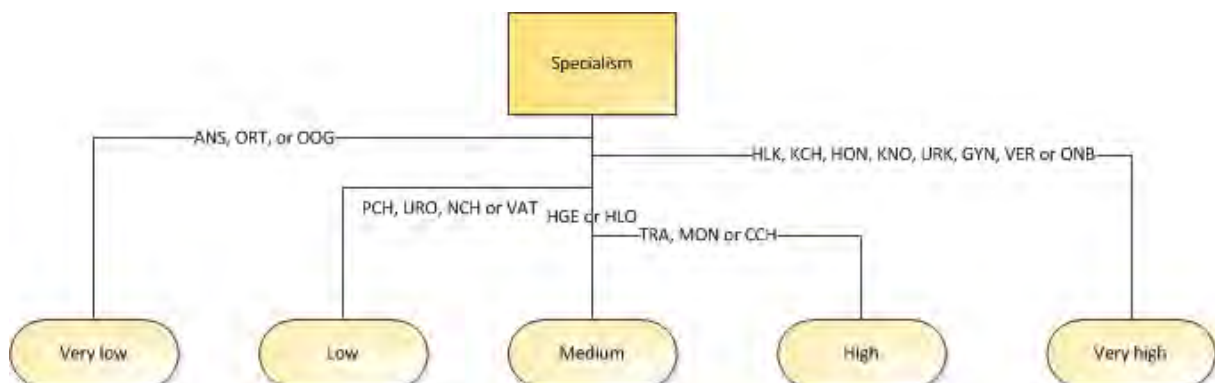 Specialism
ANS, ORT, or OOG
HLK, KCH, HON, KNO, URK, GYN, VER or ONB
PCH, URO, NCH or VAT
HGE or HLO
TRA, MON or CCH
Very low
Low
Medium
High
Very high